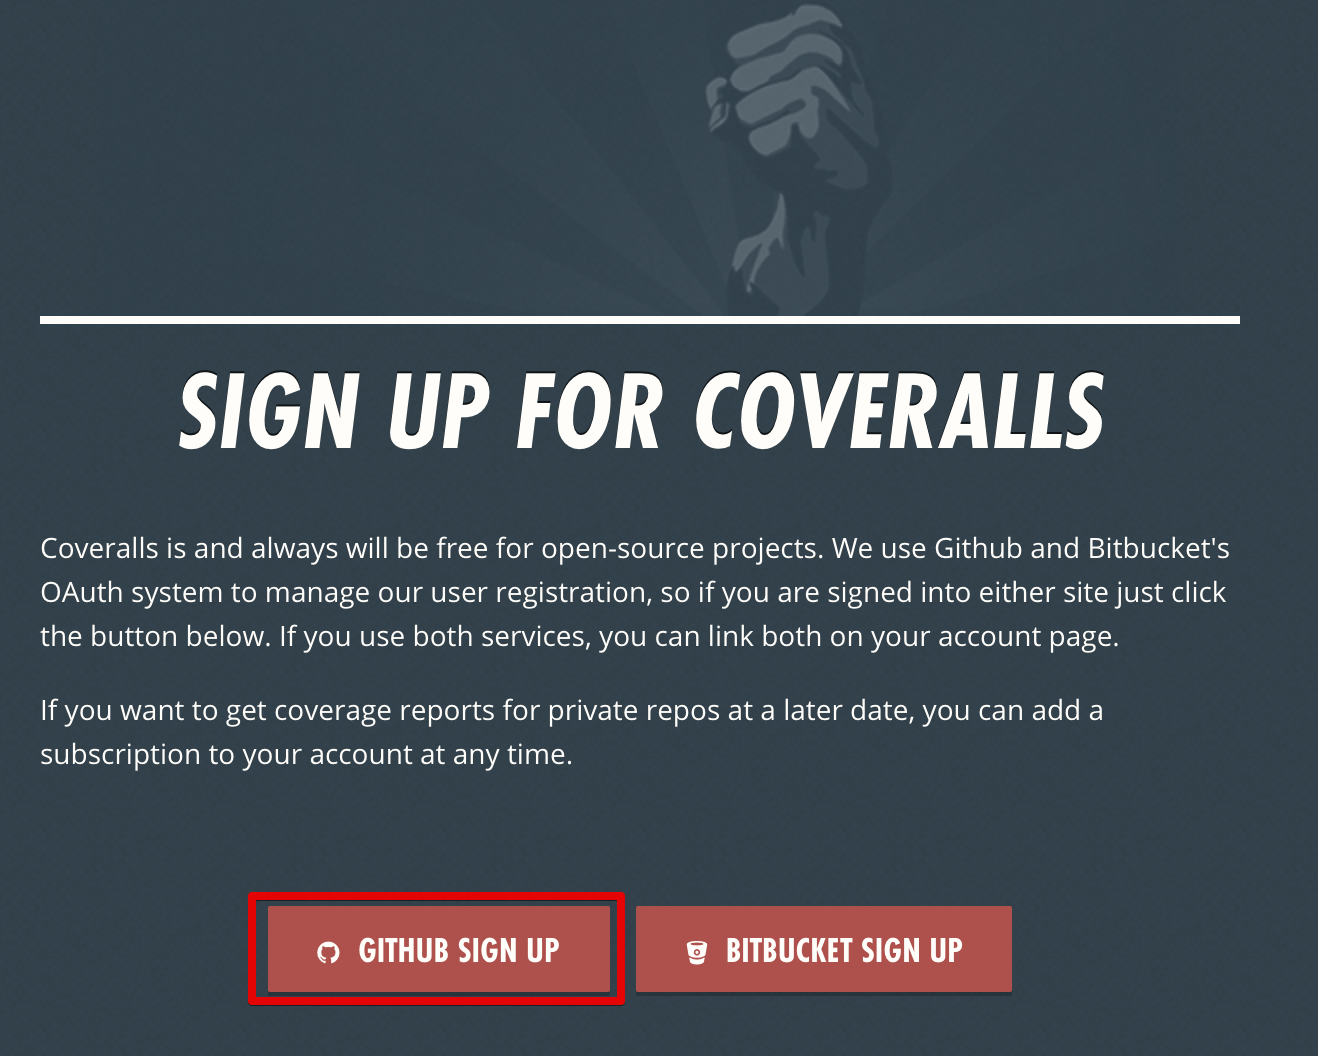 SIGN UP FOR COVERALLS
Coveralls is and always will be free for open-source projects. We use Github and Bitbucket's
OAuth system to manage our user registration, so if you are signed into either site just click
the button below. If you use both services, you can link both on your account page.
If you want to get coverage reports for private repos at a later date, you can add a
subscription to your account at any time.
GITHUB SIGN UP
BITBUCKET SIGN UP